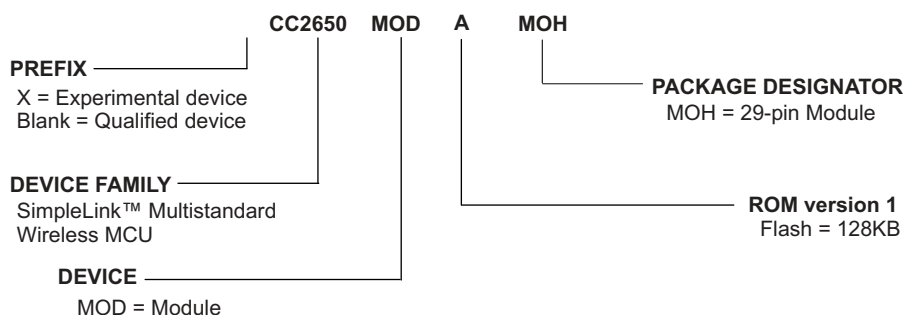 CC2650 MOD A MOH
PREFIX
X = Experimental device
Blank = Qualified device
PACKAGE DESIGNATOR
MOH = 29-pin Module
DEVICE FAMILY
SimpleLink™ Multistandard
Wireless MCU
ROM version 1
Flash = 128KB
DEVICE
MOD = Module